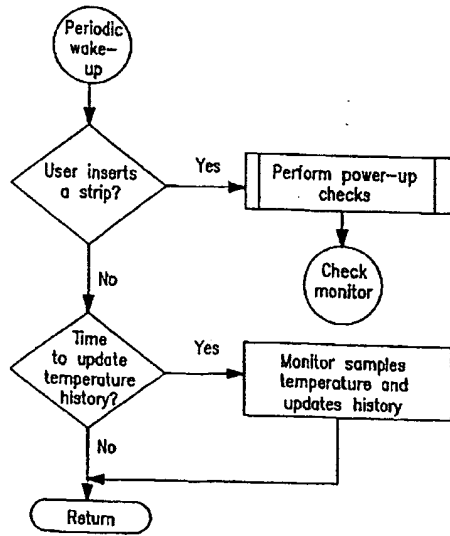 Periodic
wake-
up
User inserts
a strip?
Yes
Perform power-up
checks
Check
monitor
No
Time
to update
temperature
history?
Yes
Monitor samples
temperature and
updates history
No
Return